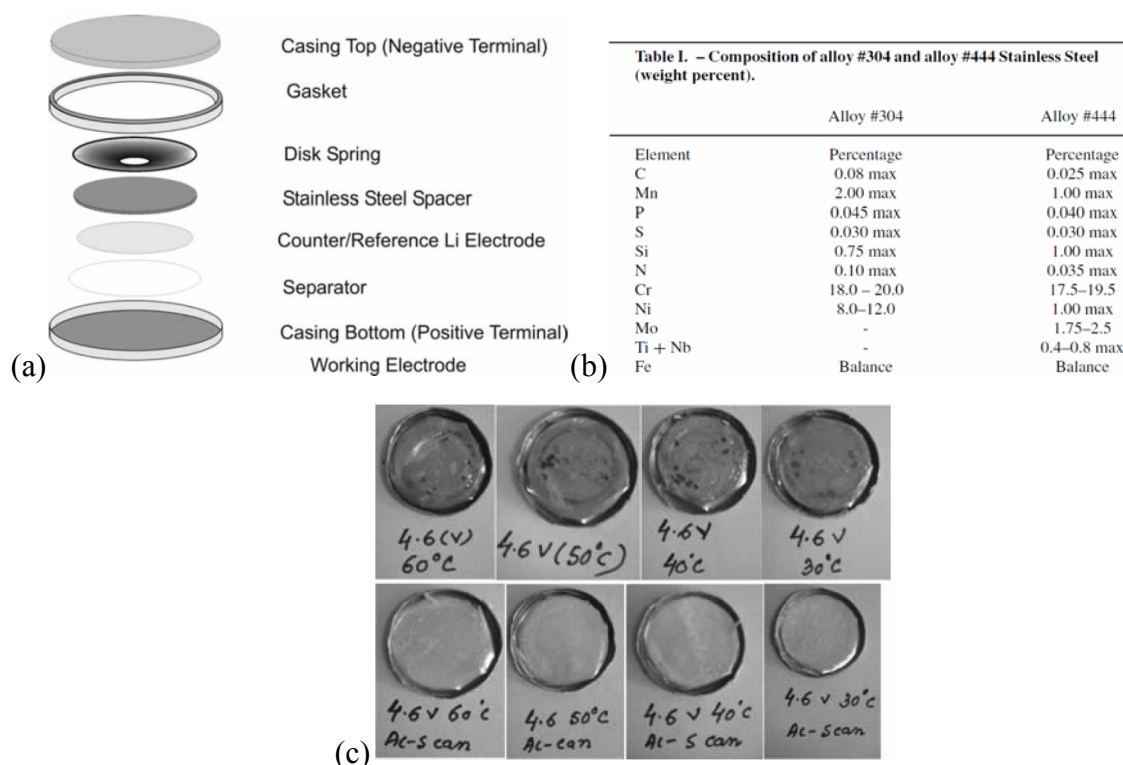 Casing Top (Negative Terminal)
Gasket
Disk Spring
Stainless Steel Spacer
Counter/Reference Li Electrode
Separator
Casing Bottom (Positive Terminal)
Working Electrode
(a)
Table I. – Composition of alloy #304 and alloy #444 Stainless Steel
(weight percent).
Alloy #304 Alloy #444
Element Percentage Percentage
C 0.08 max 0.025 max
Mn 2.00 max 1.00 max
P 0.045 max 0.040 max
S 0.030 max 0.030 max
Si 0.75 max 1.00 max
N 0.10 max 0.035 max
Cr 18.0 – 20.0 17.5–19.5
Ni 8.0–12.0 1.00 max
Mo - 1.75–2.5
Ti + Nb - 0.4–0.8 max
Fe Balance Balance
(b)
4.6(V)
60°C
4.6 V (50°C)
4.6 V
40°C
4.6 V
30°C
4.6 V 60°C
AL-S can
4.6 50°C
AL-can
4.6 V 40°C
AL-S can
4.6 V 30°C
AL-Scan
(c)